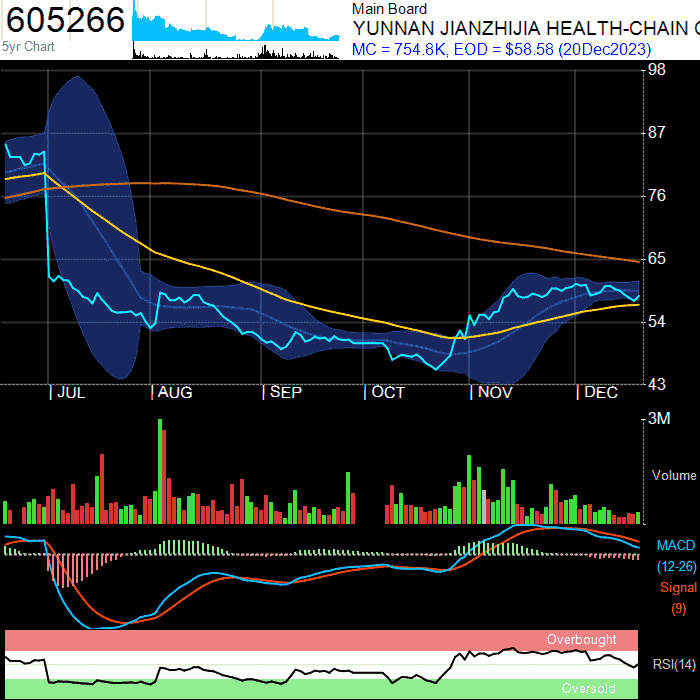 605266
5yr Chart
Main Board
YUNNAN JIANZHIJIA HEALTH-CHAIN
MC = 754.8K, EOD = $58.58 (20Dec2023)
98
87
76
65
54
43
| JUL | AUG | SEP | OCT | NOV | DEC
3M
Volume
MACD
(12-26)
Signal
(9)
Overbought
RSI(14)
Oversold